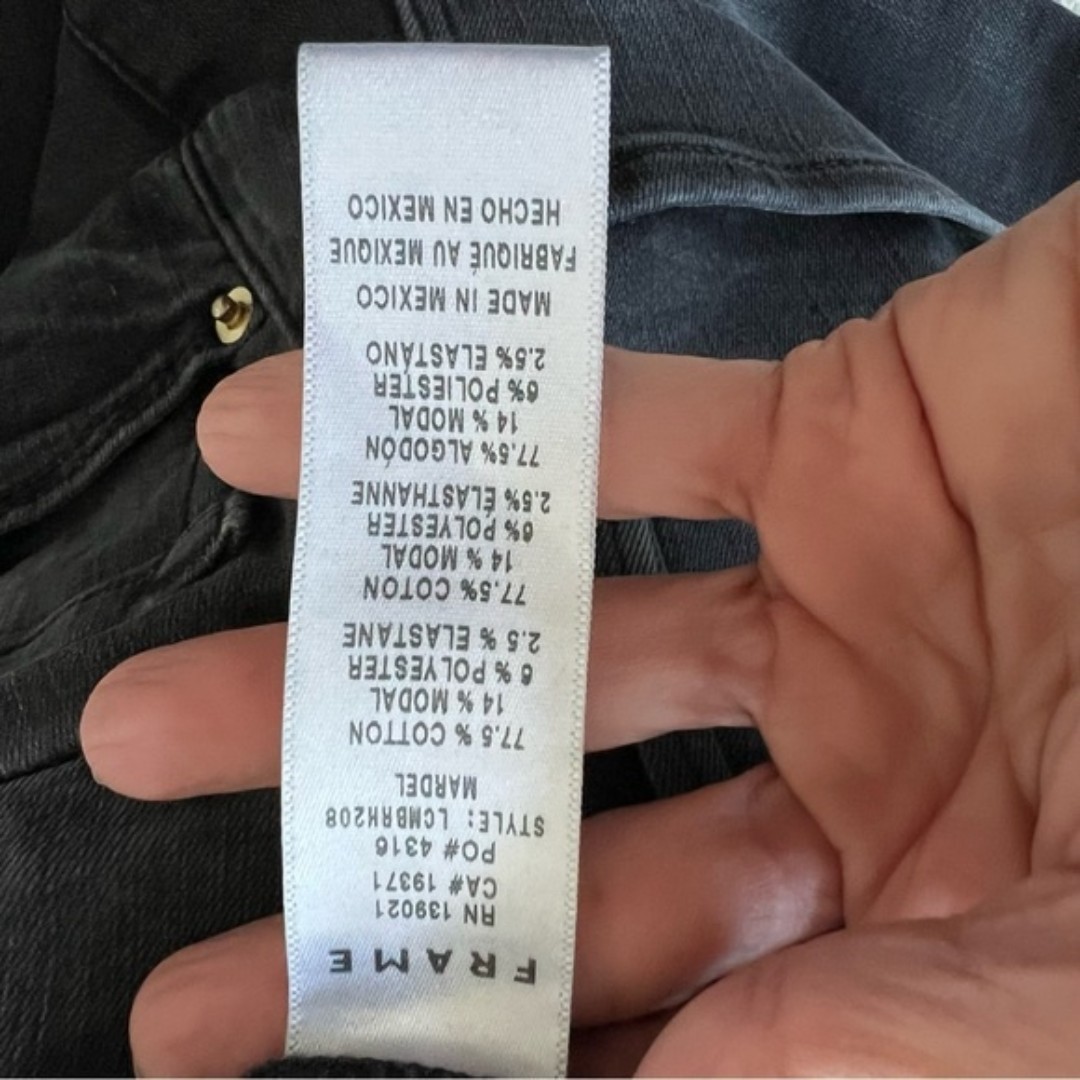 FRAME
RN 139021
CA# 19371
PO# 4316
STYLE: LCMBRH208
MARDEL
77.5 % COTTON
14 % MODAL
6 % POLYESTER
2.5 % ELASTANE
77.5% COTON
14 % MODAL
6% POLYESTER
2.5% ÉLASTHANNE
77.5% ALGODÓN
14 % MODAL
6% POLIESTER
2.5% ELASTANO
MADE IN MEXICO
FABRIQUÉ AU MEXIQUE
HECHO EN MEXICO